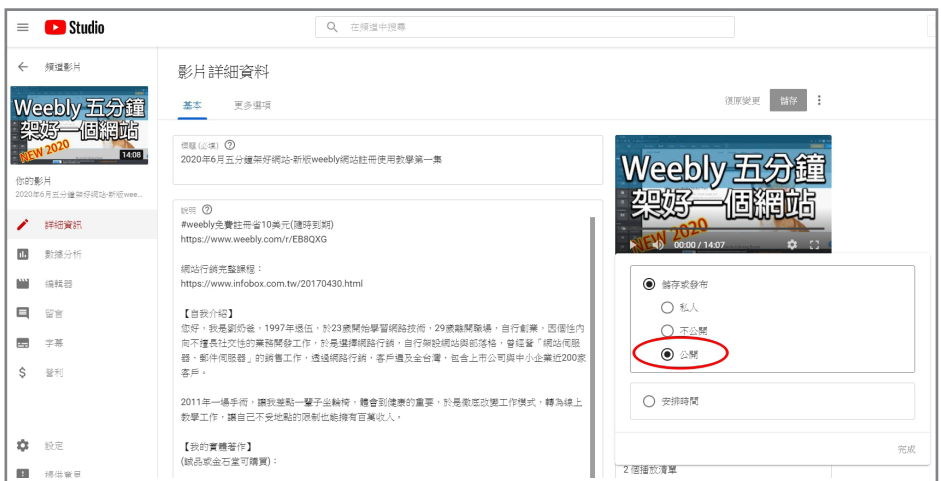 Studio
在頻道中搜尋
頻道影片
Weebly 五分鐘
架好一個網站
NEW 2020
14:08
你的影片
2020年6月五分鐘架好網站-新版wee...
詳細資訊
數據分析
編輯器
留言
字幕
營利
設定
提供意見
影片詳細資料
基本
更多選項
復原變更
儲存
標題 (必填)
2020年6月五分鐘架好網站-新版weebly網站註冊使用教學第一集
說明
#weebly免費註冊省10美元(隨時到期)
https://www.weebly.com/r/EB8QXG
網站行銷完整課程：
https://www.infobox.com.tw/20170430.html
【自我介紹】
您好，我是劉奶爸，1997年退伍，於23歲開始學習網路技術，29歲離開職場，自行創業，因個性內
向不擅長社交性的業務開發工作，於是選擇網路行銷，自行架設網站與部落格，曾經營「網站伺服
器、郵件伺服器」的銷售工作，透過網路行銷，客戶遍及全台灣，包含上市公司與中小企業近200家
客戶。
2011年一場手術，讓我差點一輩子坐輪椅，體會到健康的重要，於是徹底改變工作模式，轉為線上
教學工作，讓自己不受地點的限制也能擁有百萬收入。
【我的實體著作】
(誠品或金石堂可購買)：
Weebly 五分鐘
架好一個網站
NEW 2020
00:00 / 14:07
儲存或發布
私人
不公開
公開
安排時間
完成
2 個播放清單